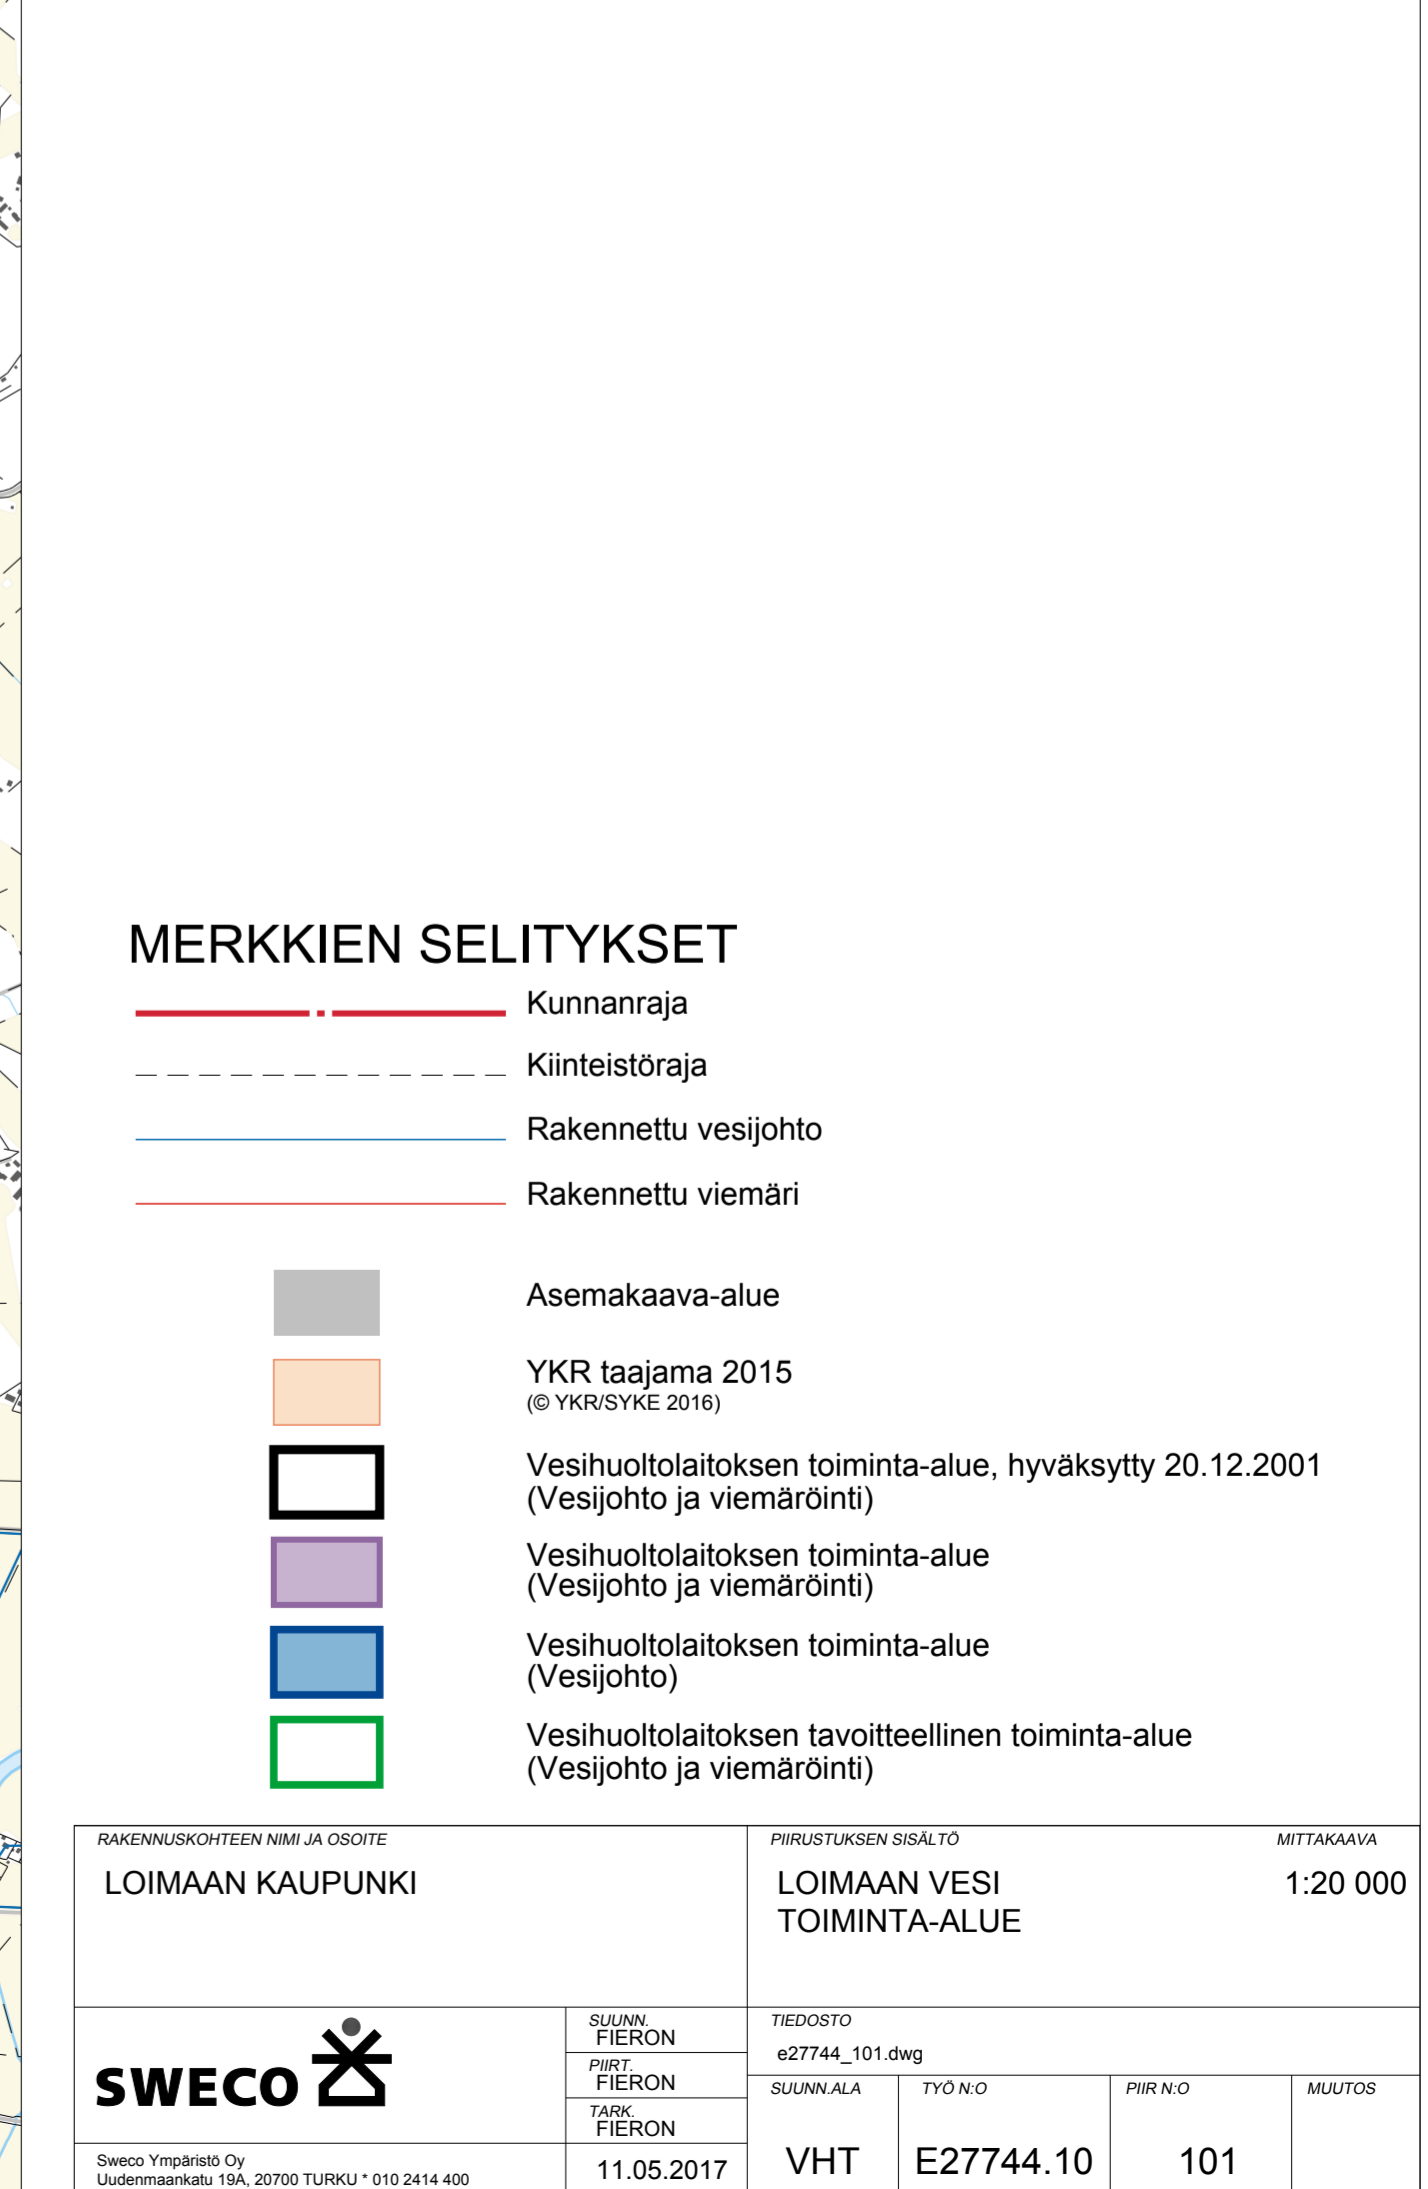 MERKKIEN SELITYKSET
Kunnanraja
Kiinteistöraja
Rakennettu vesijohto
Rakennettu viemäri
Asemakaava-alue
YKR taajama 2015
(© YKR/SYKE 2016)
Vesihuoltolaitoksen toiminta-alue, hyväksytty 20.12.2001
(Vesijohto ja viemäröinti)
Vesihuoltolaitoksen toiminta-alue
(Vesijohto ja viemäröinti)
Vesihuoltolaitoksen toiminta-alue
(Vesijohto)
Vesihuoltolaitoksen tavoitteellinen toiminta-alue
(Vesijohto ja viemäröinti)
RAKENNUSKOHTEEN NIMI JA OSOITE
LOIMAAN KAUPUNKI
PIIRUSTUKSEN SISÄLTÖ
LOIMAAN VESI
TOIMINTA-ALUE
MITTAKAAVA
1:20 000
SWECO
Sweco Ympäristö Oy
Uudenmaankatu 19A, 20700 TURKU * 010 2414 400
SUUNN.
FIERON
PIIRT.
FIERON
TARK.
FIERON
11.05.2017
TIEDOSTO
e27744_101.dwg
SUUNN.ALA
VHT
TYÖ N:O
E27744.10
PIIR N:O
101
MUUTOS